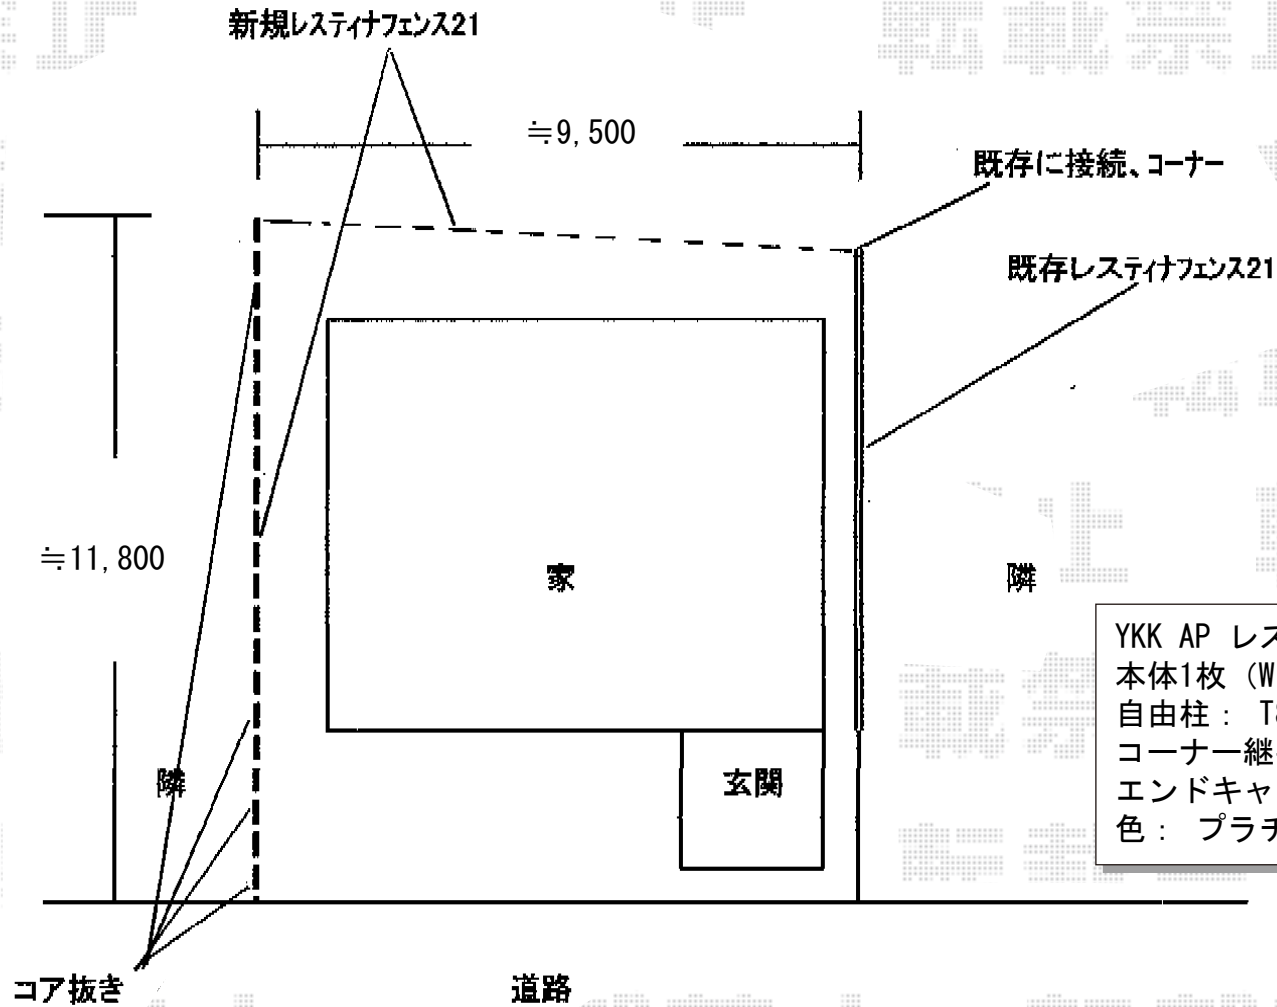 新規レスティナフェンス21
≒9,500
既存に接続、コーナー
既存レスティナフェンス21
≒11,800
家
隣
YKK AP レス
本体1枚 (W
自由柱: T8
コーナー継
エンドキャ
色: プラチ
隣
玄関
コア抜き
道路